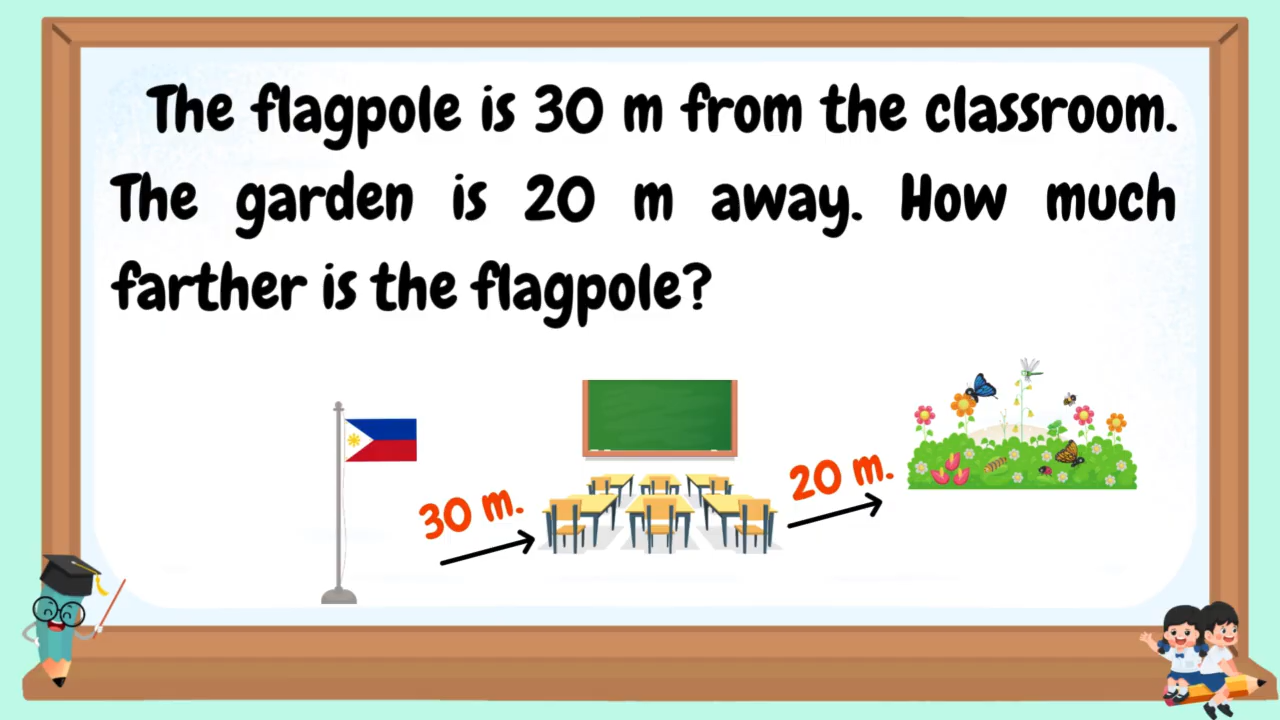 The flagpole is 30 m from the classroom.
The garden is 20 m away. How much
farther is the flagpole?
30 m.
20 m.